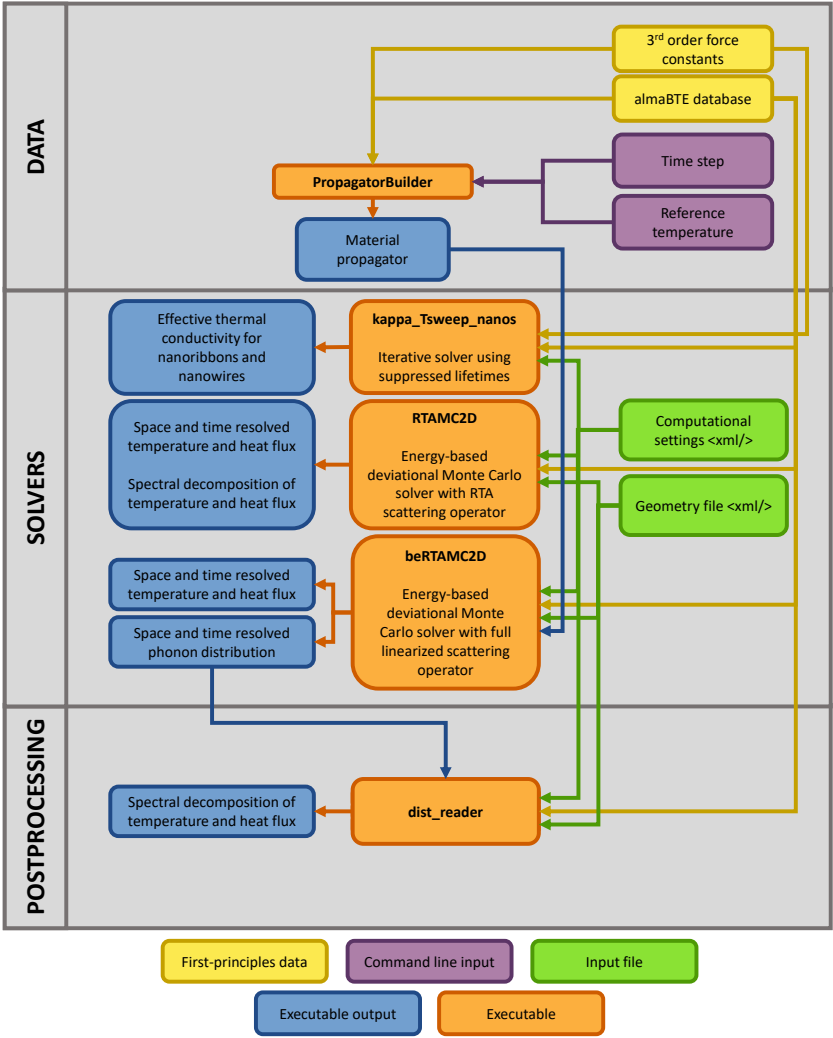 DATA
3rd order force
constants
almaBTE database
PropagatorBuilder
Time step
Reference
temperature
Material
propagator
SOLVERS
Effective thermal
conductivity for
nanoribbons and
nanowires
kappa_Tsweep_nanos
Iterative solver using
suppressed lifetimes
Space and time resolved
temperature and heat flux
Spectral decomposition of
temperature and heat flux
RTAMC2D
Energy-based
deviational Monte Carlo
solver with RTA
scattering operator
Computational
settings <xml/>
Geometry file <xml/>
Space and time resolved
temperature and heat flux
Space and time resolved
phonon distribution
beRTAMC2D
Energy-based
deviational Monte
Carlo solver with full
linearized scattering
operator
POSTPROCESSING
Spectral decomposition of
temperature and heat flux
dist_reader
First-principles data
Command line input
Input file
Executable output
Executable